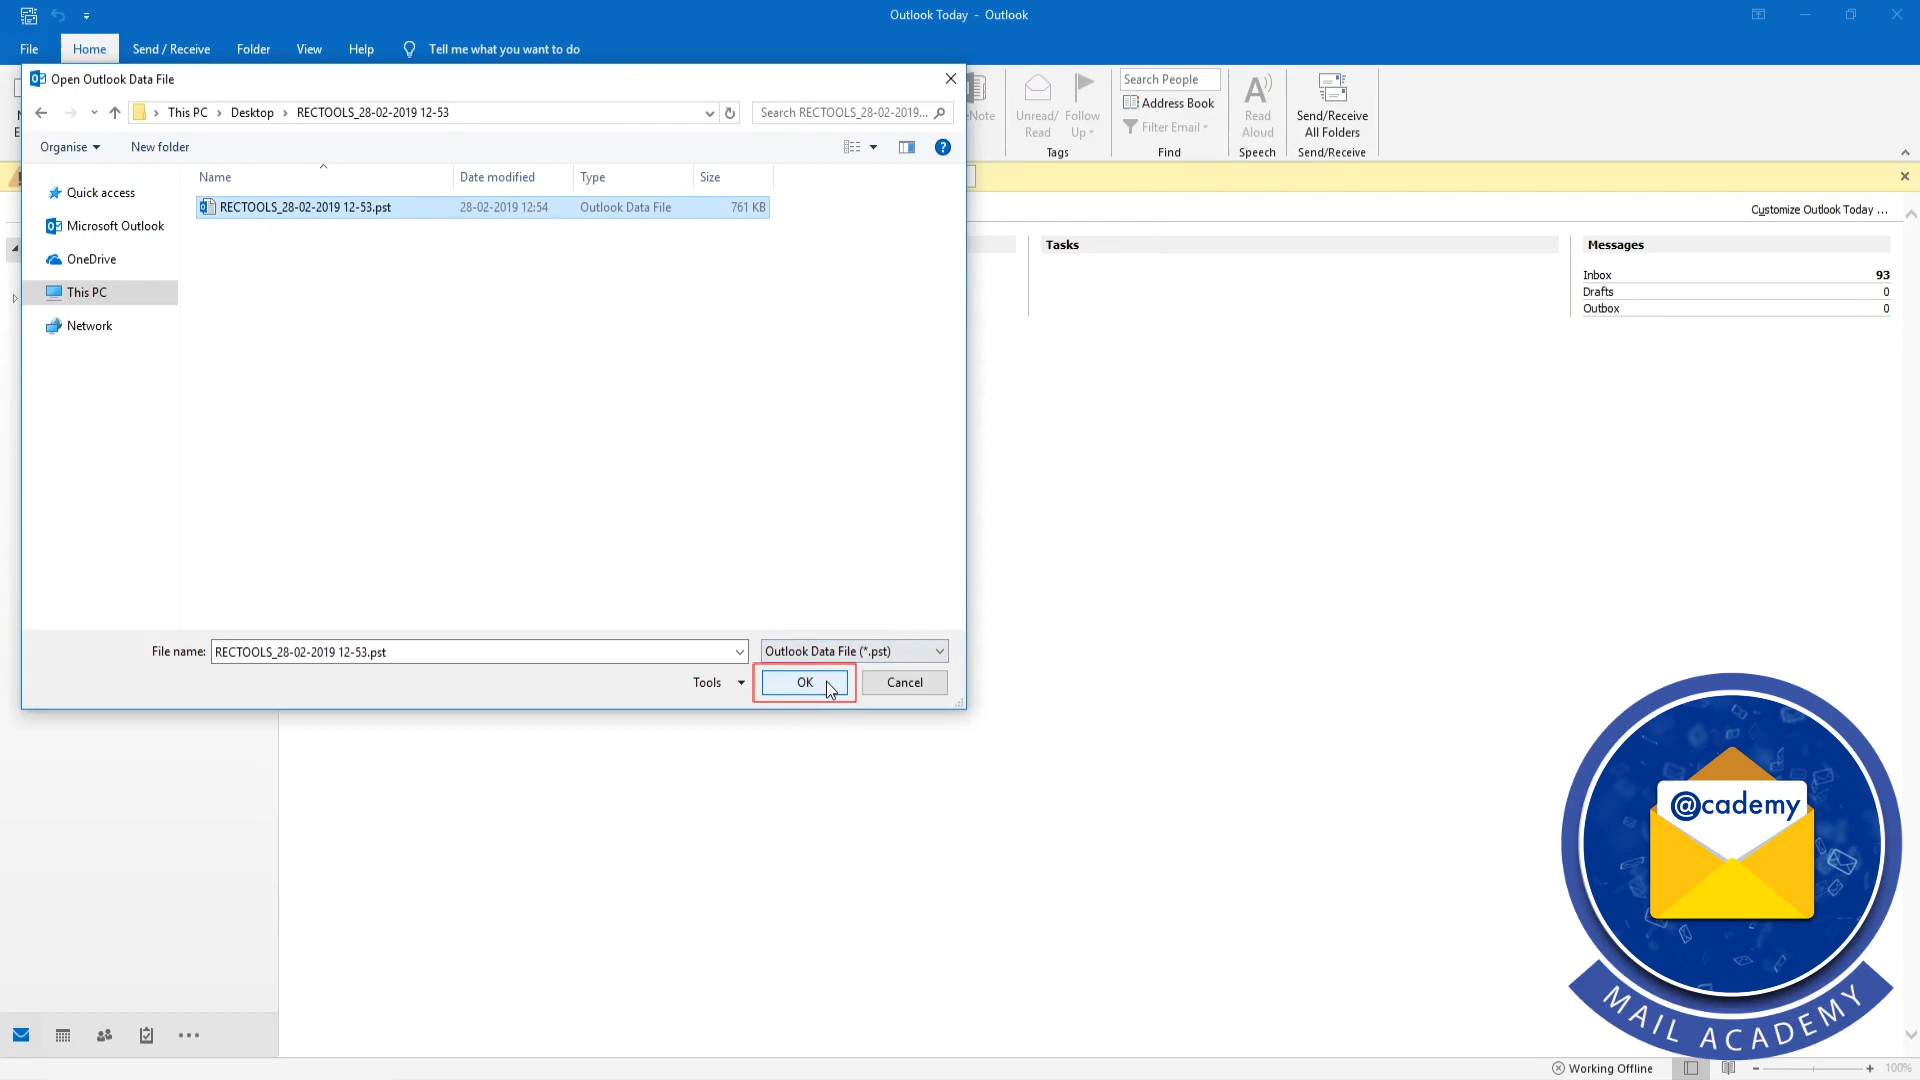 Outlook Today - Outlook
File Home Send / Receive Folder View Help Tell me what you want to do
Open Outlook Data File
This PC Desktop RECTOOLS_28-02-2019 12-53
Search RECTOOLS_28-02-2019...
Organise New folder
Name Date modified Type Size
RECTOOLS_28-02-2019 12-53.pst 28-02-2019 12:54 Outlook Data File 761 KB
Quick access
Microsoft Outlook
OneDrive
This PC
Network
File name: RECTOOLS_28-02-2019 12-53.pst Outlook Data File (*.pst)
Tools OK Cancel
Unread/
Read
Follow
Up
Tags
Search People
Address Book
Filter Email
Find
Read
Aloud
Speech
Send/Receive
All Folders
Send/Receive
Customize Outlook Today ...
Tasks
Messages
Inbox 93
Drafts 0
Outbox 0
@cademy
MAIL ACADEMY
Working Offline 100%